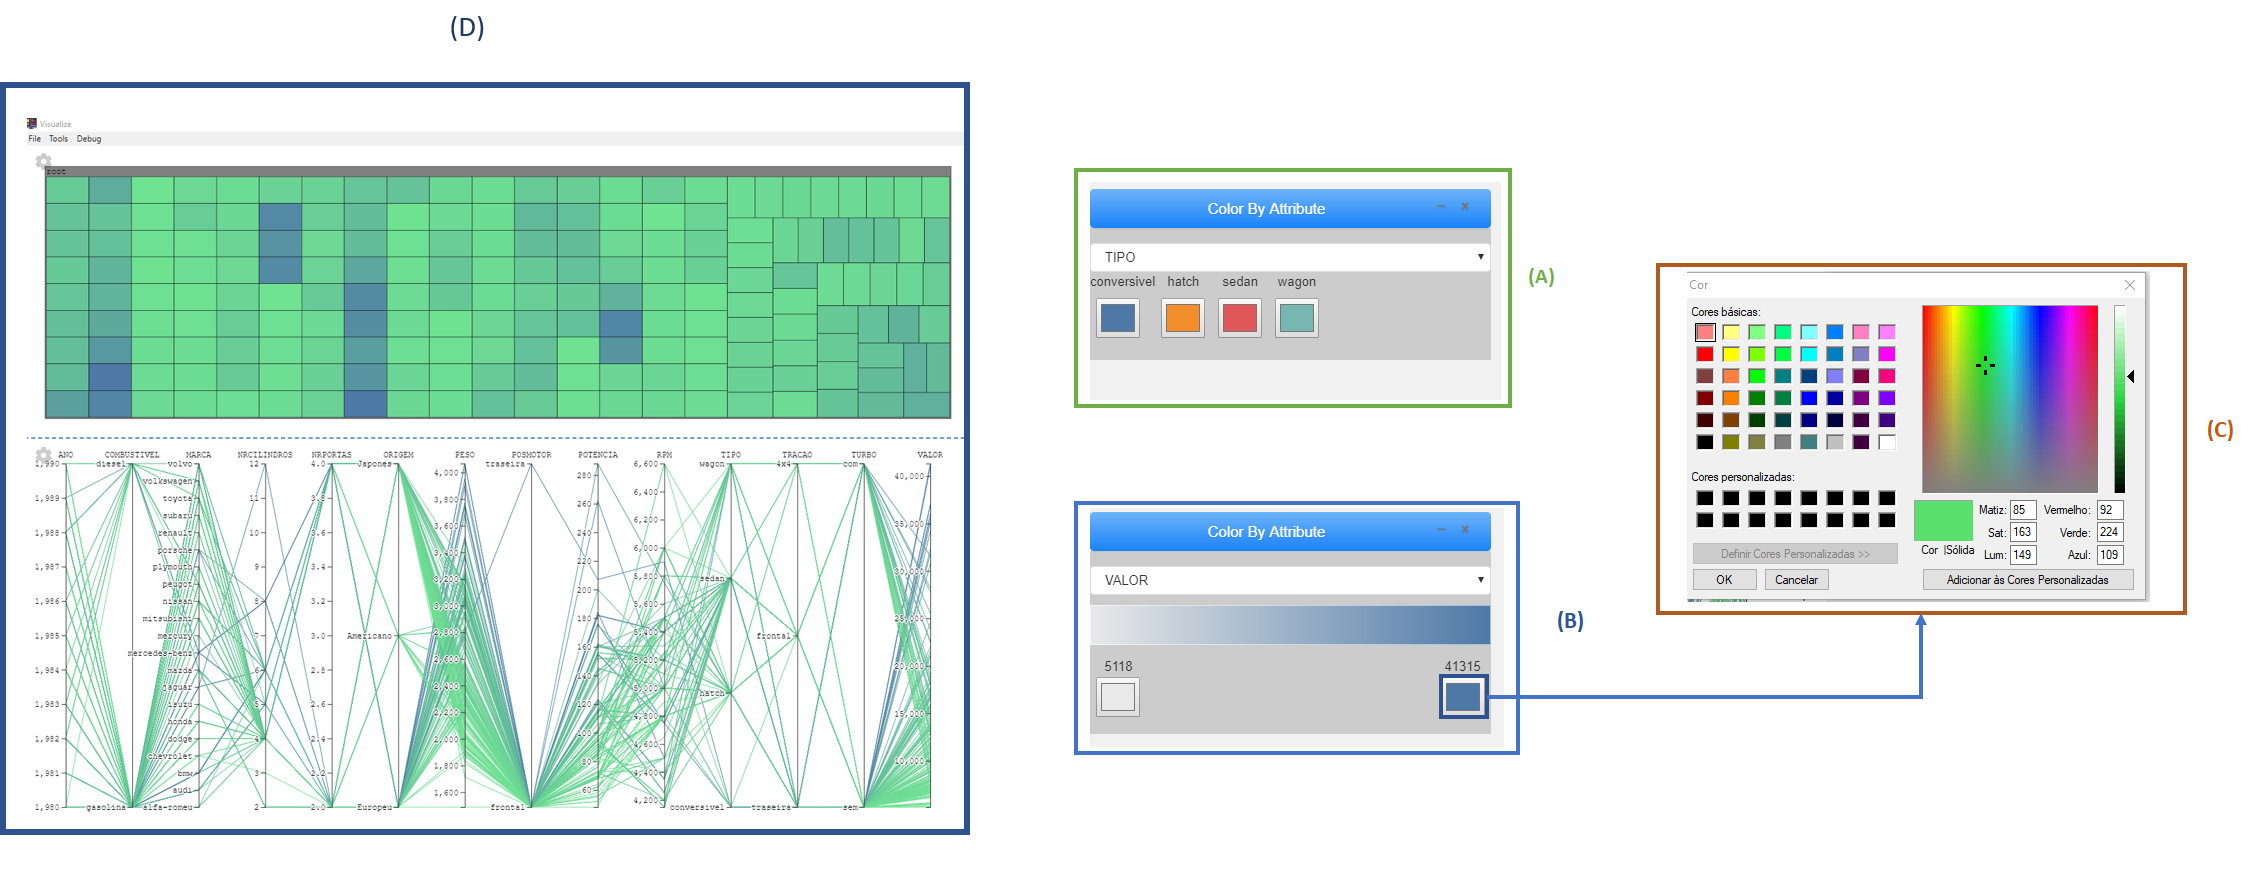 (D)
Visualize
File Tools Debug
root
ANO COMBUSTIVEL MARCA NRCILINDROS NRPORTAS ORIGEM PESO POSMOTOR POTENCIA RPM TIPO TRACAO TURBO VALOR
1,990
1,989
1,988
1,987
1,986
1,985
1,984
1,983
1,982
1,981
1,980
diesel
gasolina
volvo
volkswagen
toyota
subaru
renault
porsche
plymouth
peugot
nissan
mitsubishi
mercury
mercedes-benz
mazda
jaguar
isuzu
honda
dodge
chevrolet
bmw
audi
alfa-romeu
12
11
10
9
8
7
6
5
4
3
2
4.0
3.8
3.6
3.4
3.2
3.0
2.8
2.6
2.4
2.2
2.0
Japones
Americano
Europeu
4,000
3,800
3,600
3,400
3,200
3,000
2,800
2,600
2,400
2,200
2,000
1,800
1,600
traseira
frontal
280
260
240
220
200
180
160
140
120
100
80
60
6,600
6,400
6,200
6,000
5,800
5,600
5,400
5,200
5,000
4,800
4,600
4,400
4,200
wagon
sedan
hatch
conversivel
4x4
frontal
traseira
com
sem
40,000
35,000
30,000
25,000
20,000
15,000
10,000
Color By Attribute
TIPO
conversivel hatch sedan wagon
(A)
Color By Attribute
VALOR
5118 41315
(B)
Cor
Cores básicas:
Cores personalizadas:
Definir Cores Personalizadas >>
OK Cancelar
Cor |Sólida
Matiz: 85 Vermelho: 92
Sat: 163 Verde: 224
Lum: 149 Azul: 109
Adicionar às Cores Personalizadas
(C)